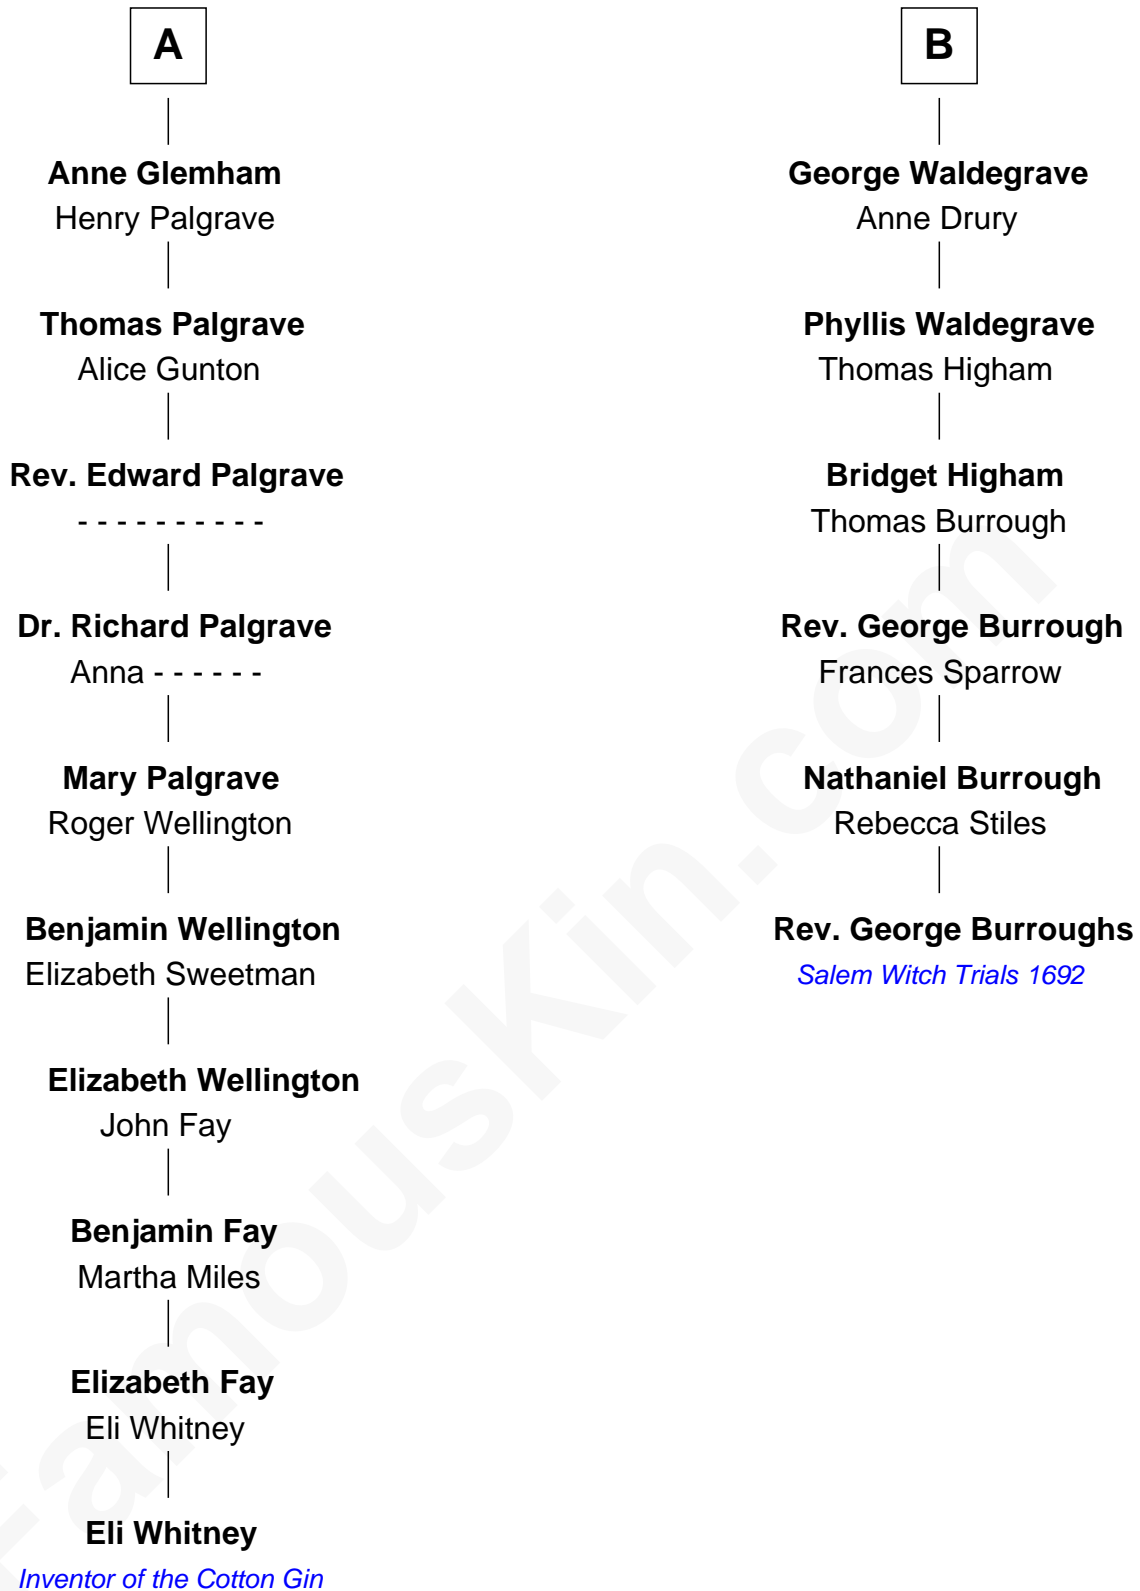 A
Anne Glemham
Henry Palgrave
Thomas Palgrave
Alice Gunton
Rev. Edward Palgrave
- - - - - - - - - -
Dr. Richard Palgrave
Anna - - - - - -
Mary Palgrave
Roger Wellington
Benjamin Wellington
Elizabeth Sweetman
Elizabeth Wellington
John Fay
Benjamin Fay
Martha Miles
Elizabeth Fay
Eli Whitney
Eli Whitney
Inventor of the Cotton Gin
B
George Waldegrave
Anne Drury
Phyllis Waldegrave
Thomas Higham
Bridget Higham
Thomas Burrough
Rev. George Burrough
Frances Sparrow
Nathaniel Burrough
Rebecca Stiles
Rev. George Burroughs
Salem Witch Trials 1692
FamousKin.com